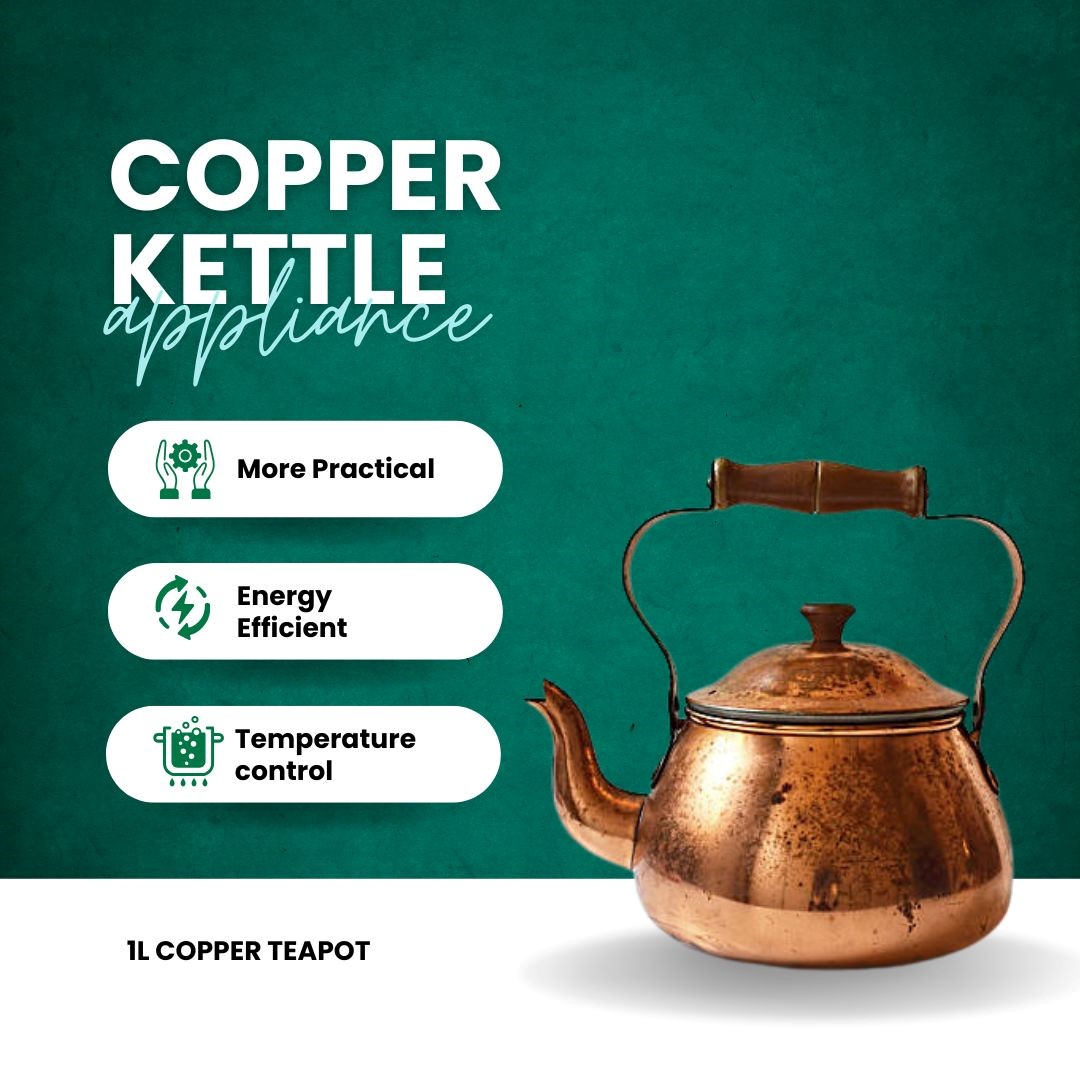 COPPER
KETTLE
appliance
More Practical
Energy
Efficient
Temperature
control
1L COPPER TEAPOT